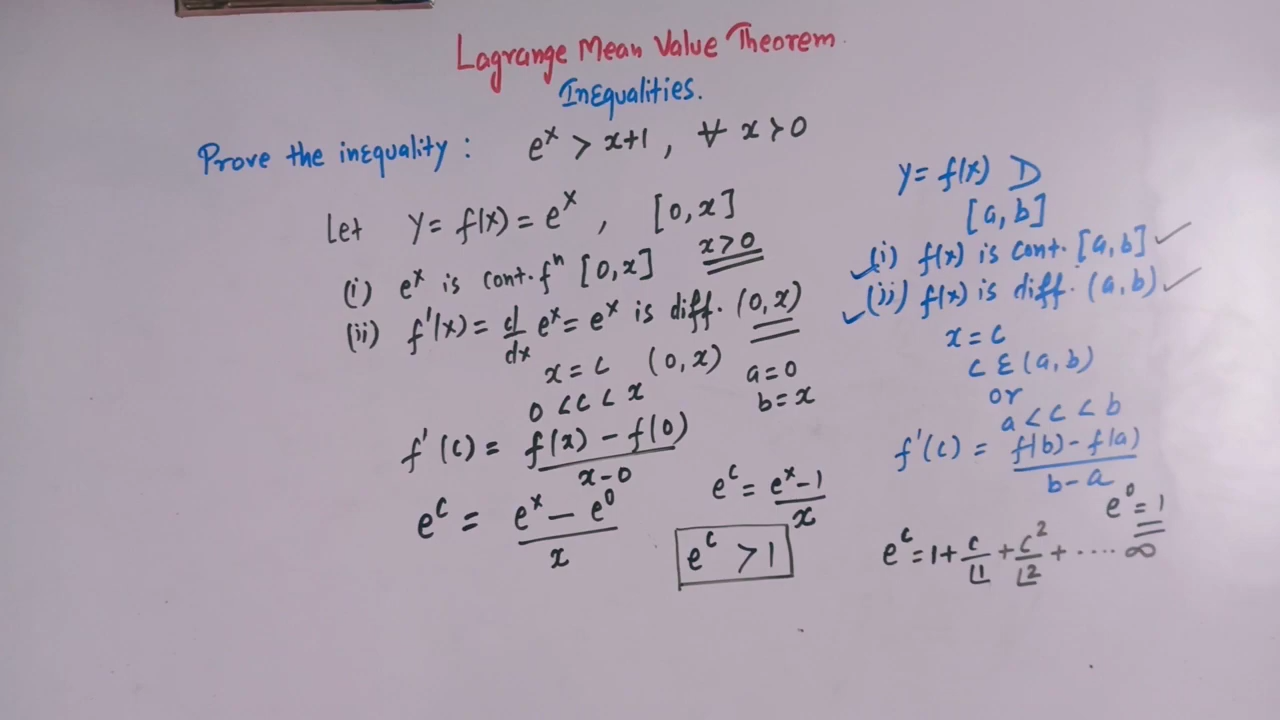 Lagrange Mean Value Theorem
Inequalities.
Prove the inequality : e^x > x+1, ∀ x > 0
Let y = f(x) = e^x , [0, x]
x > 0
(i) e^x is cont. f^n [0, x]
(ii) f'(x) = d/dx e^x = e^x is diff. (0, x)
x = c (0, x)
0 < c < x
a = 0
b = x
f'(c) = f(x) - f(0) / x - 0
e^c = e^x - e^0 / x
e^c = e^x - 1 / x
e^c > 1
y = f(x) D
[a, b]
(i) f(x) is cont. [a, b] ✓
(ii) f(x) is diff. (a, b) ✓
x = c
c ε (a, b)
or
a < c < b
f'(c) = f(b) - f(a) / b - a
e^0 = 1
e^c = 1 + c/⌊1 + c^2/⌊2 + .... ∞